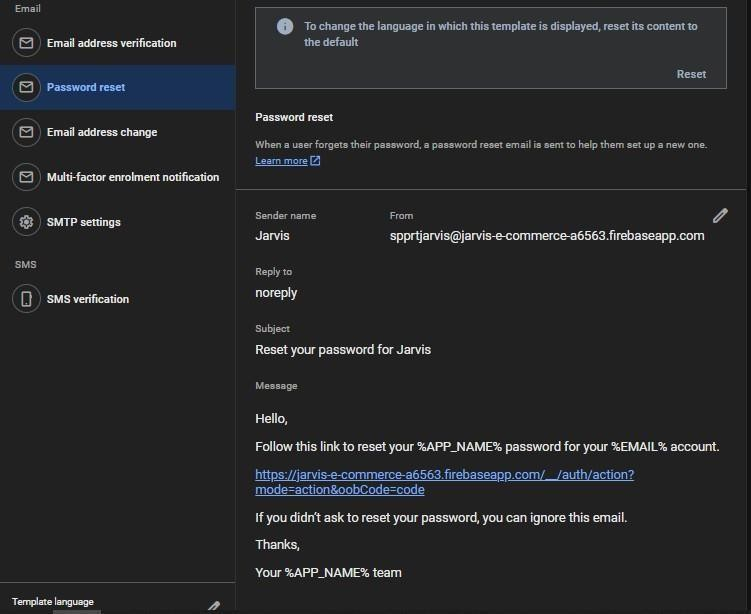 Email
Email address verification
Password reset
Email address change
Multi-factor enrolment notification
SMTP settings
SMS
SMS verification
Template language
To change the language in which this template is displayed, reset its content to
the default
Reset
Password reset
When a user forgets their password, a password reset email is sent to help them set up a new one.
Learn more
Sender name
From
Jarvis
spprtjarvis@jarvis-e-commerce-a6563.firebaseapp.com
Reply to
noreply
Subject
Reset your password for Jarvis
Message
Hello,
Follow this link to reset your %APP_NAME% password for your %EMAIL% account.
https://jarvis-e-commerce-a6563.firebaseapp.com/__/auth/action?
mode=action&oobCode=code
If you didn’t ask to reset your password, you can ignore this email.
Thanks,
Your %APP_NAME% team